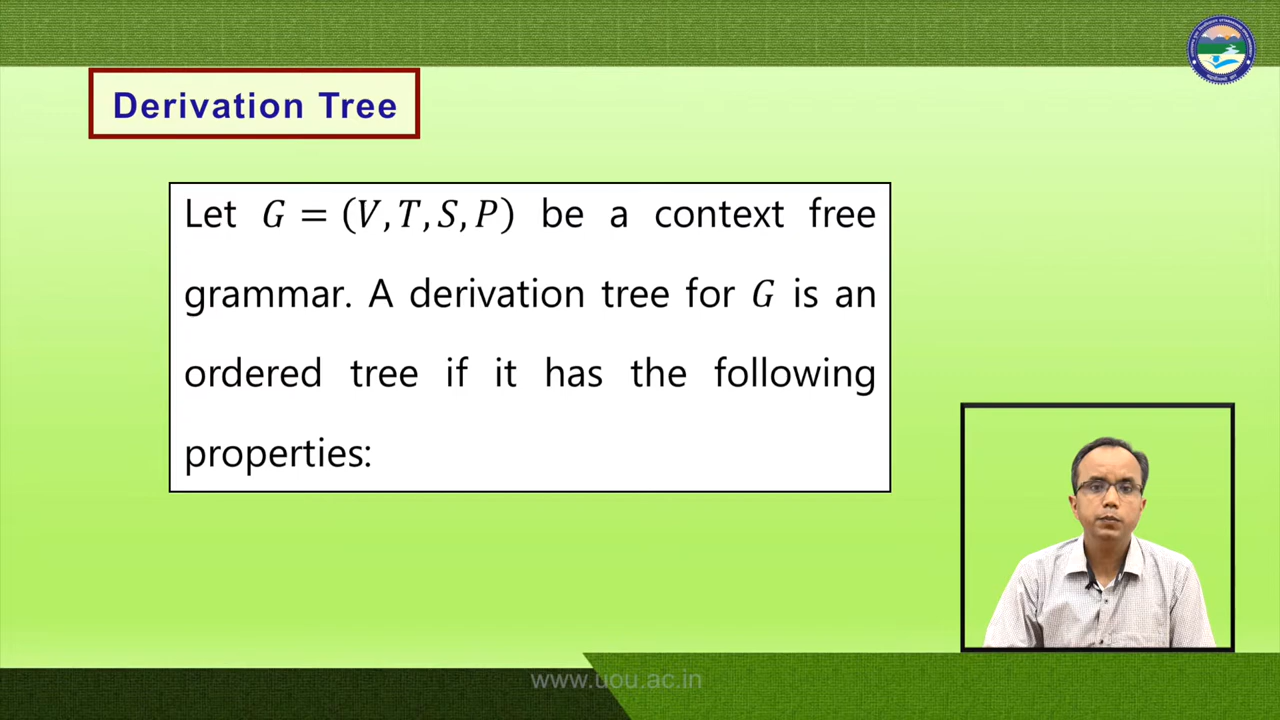 Derivation Tree
Let G = (V, T, S, P) be a context free
grammar. A derivation tree for G is an
ordered tree if it has the following
properties:
www.uou.ac.in